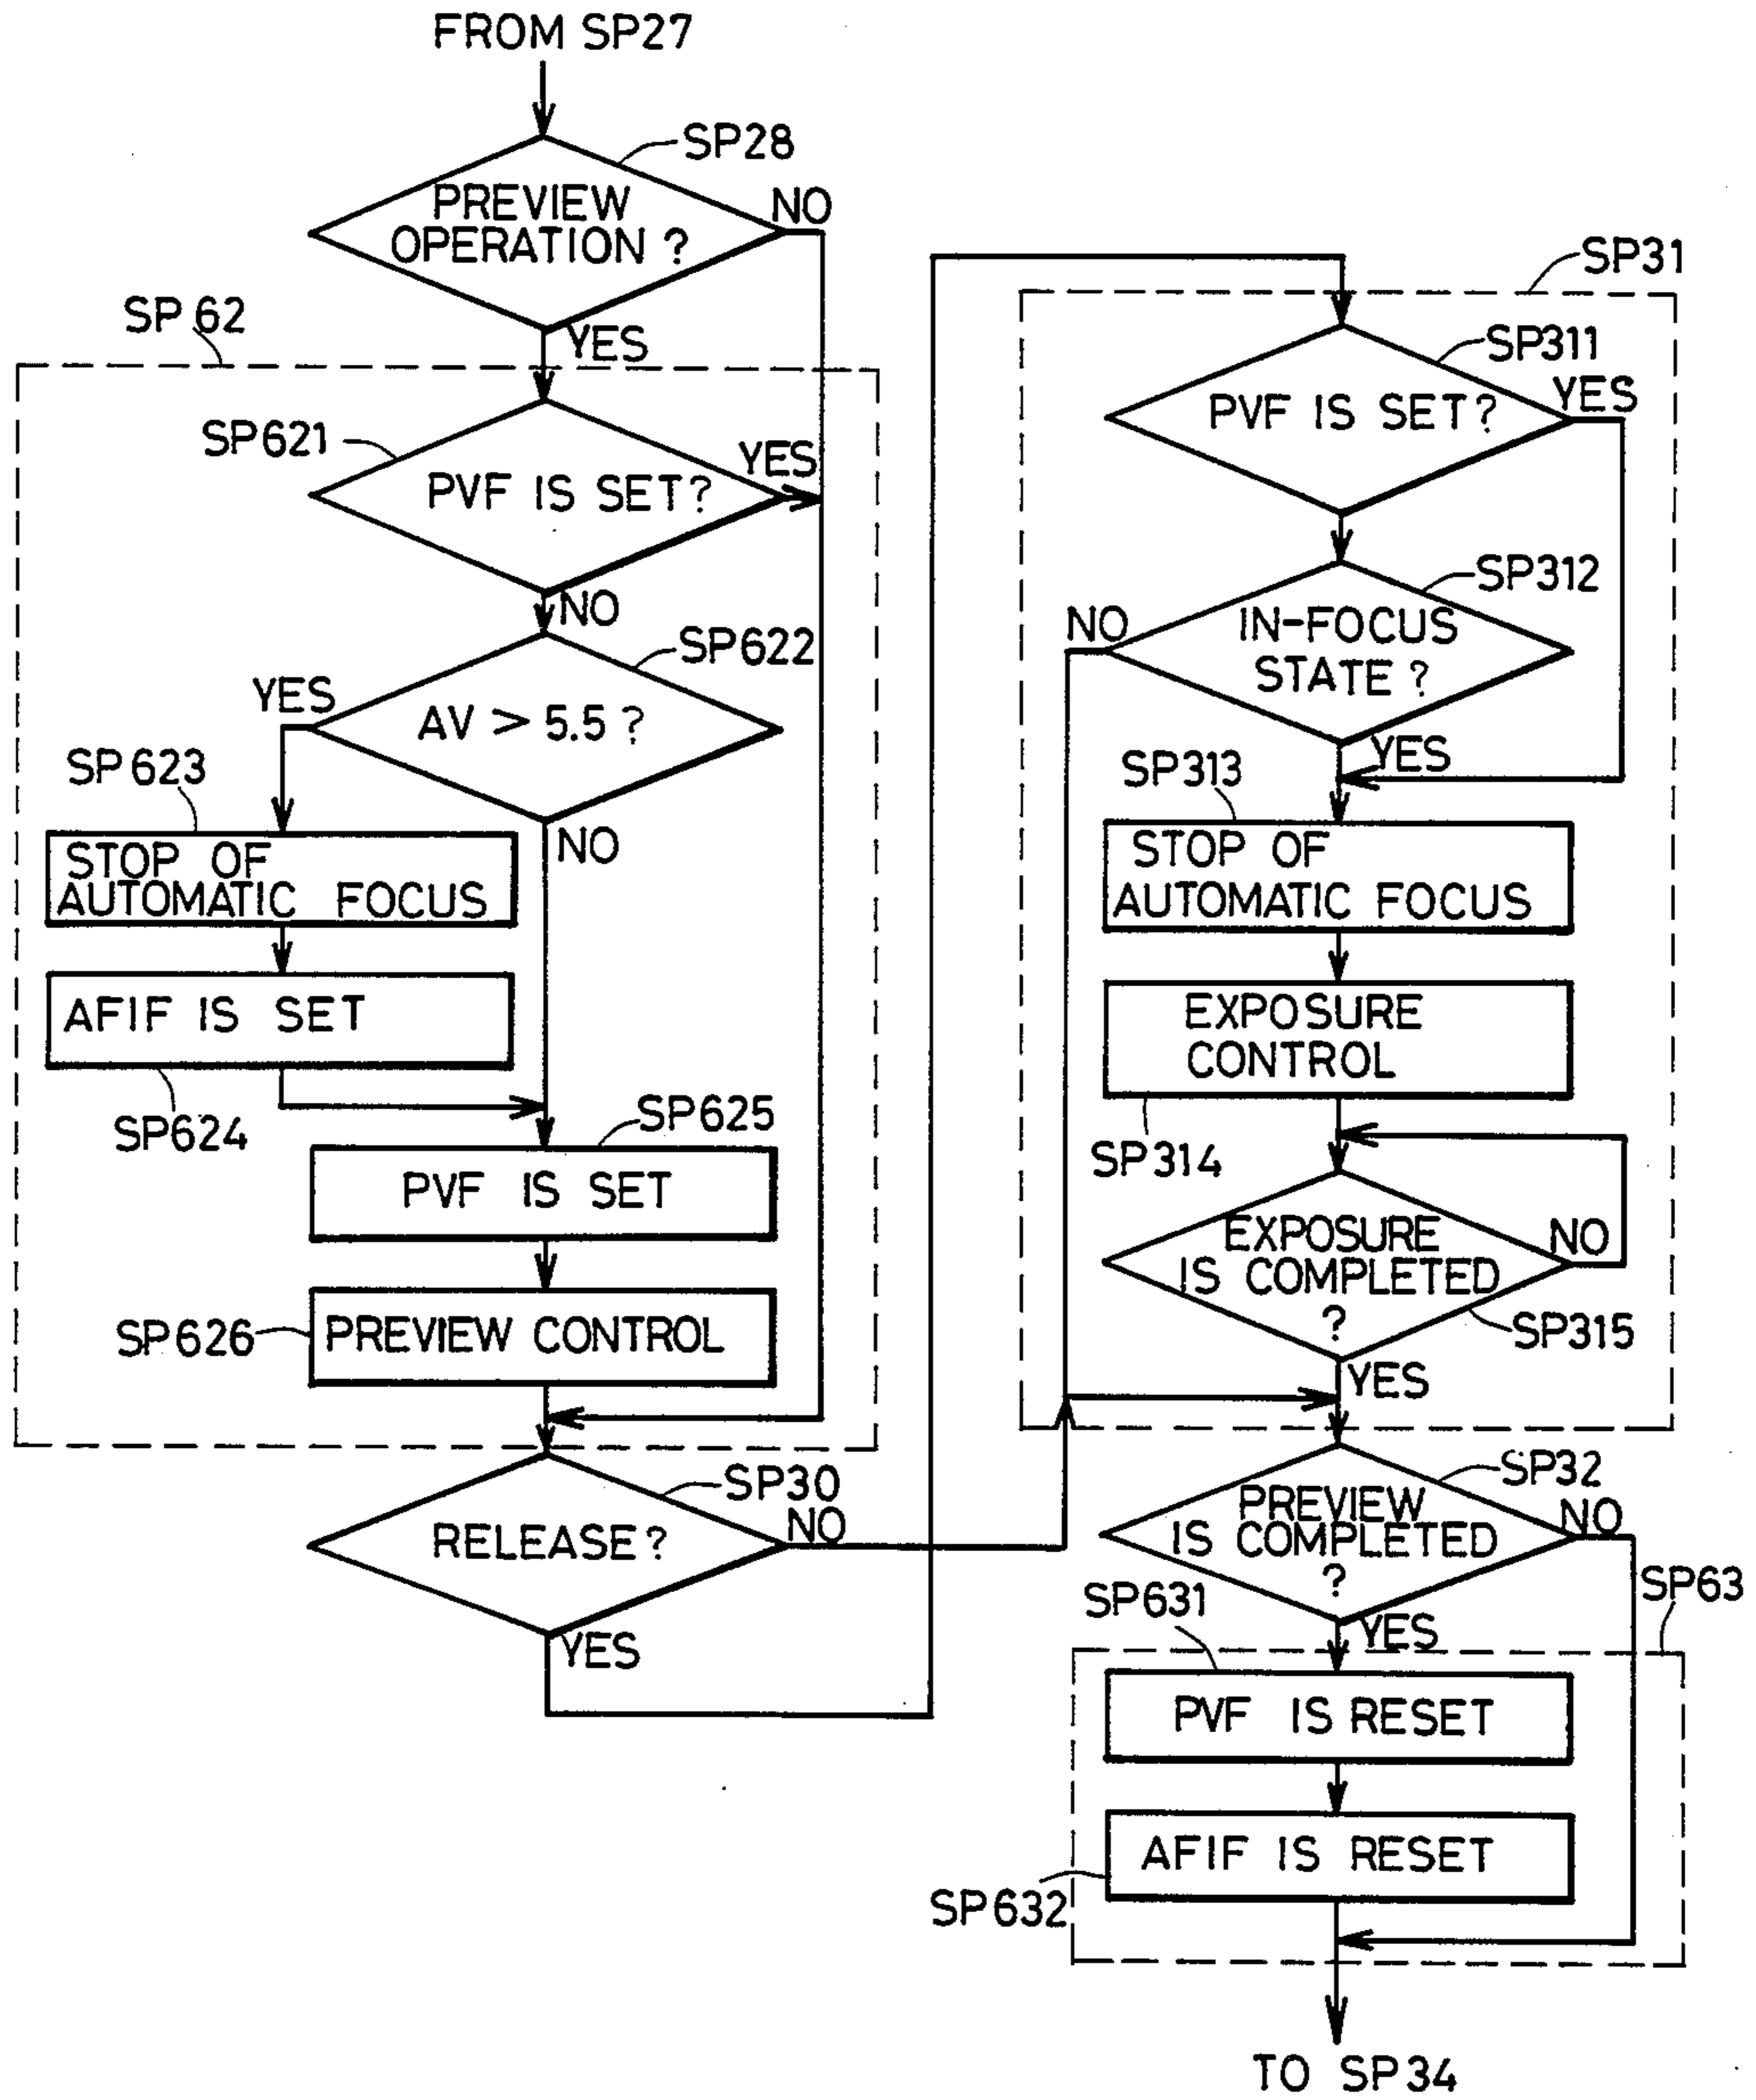 FROM SP27
SP28
PREVIEW
OPERATION ?
NO
YES
SP62
SP621
PVF IS SET?
YES
NO
SP622
AV > 5.5 ?
YES
NO
SP623
STOP OF
AUTOMATIC FOCUS
AFIF IS SET
SP624
SP625
PVF IS SET
SP626
PREVIEW CONTROL
SP30
RELEASE?
NO
YES
SP31
SP311
PVF IS SET?
YES
SP312
IN-FOCUS
STATE ?
NO
YES
SP313
STOP OF
AUTOMATIC FOCUS
EXPOSURE
CONTROL
SP314
EXPOSURE
IS COMPLETED
?
NO
SP315
YES
SP32
PREVIEW
IS COMPLETED
?
NO
YES
SP63
SP631
PVF IS RESET
AFIF IS RESET
SP632
TO SP34